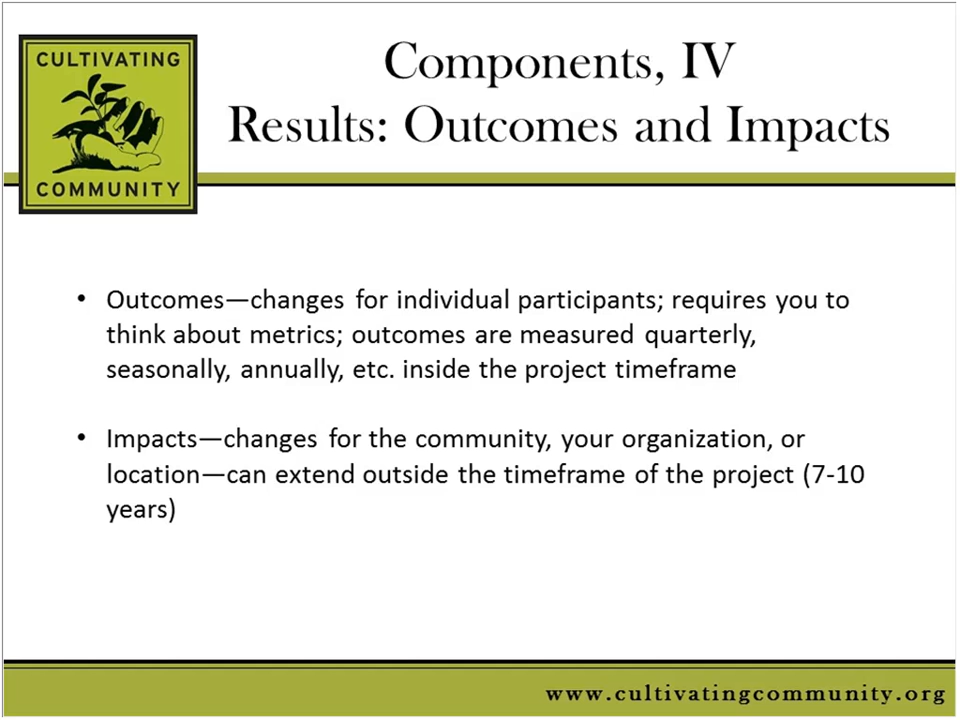 CULTIVATING
COMMUNITY
Components, IV
Results: Outcomes and Impacts
• Outcomes—changes for individual participants; requires you to
think about metrics; outcomes are measured quarterly,
seasonally, annually, etc. inside the project timeframe
• Impacts—changes for the community, your organization, or
location—can extend outside the timeframe of the project (7-10
years)
www.cultivatingcommunity.org